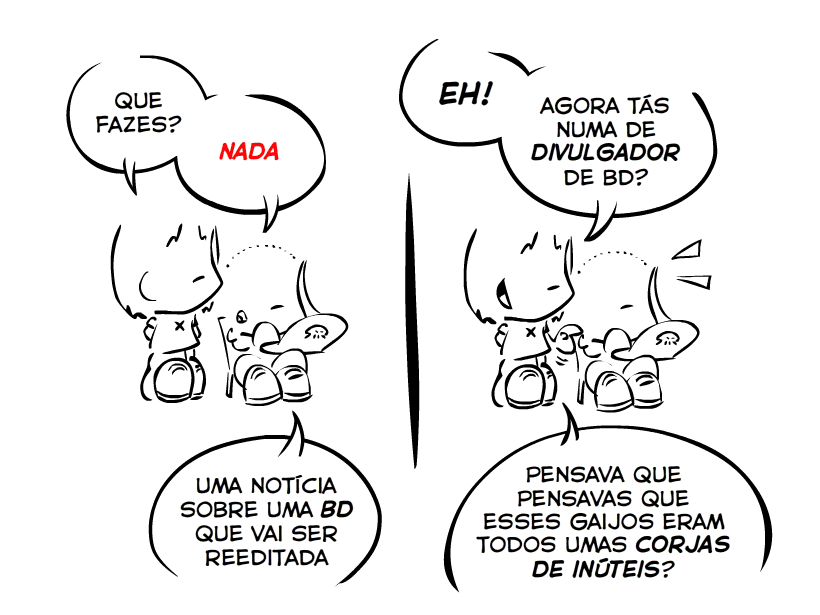 QUE
FAZES?
NADA
UMA NOTÍCIA
SOBRE UMA BD
QUE VAI SER
REEDITADA
EH!
AGORA TÁS
NUMA DE
DIVULGADOR
DE BD?
PENSAVA QUE
PENSAVAS QUE
ESSES GAIJOS ERAM
TODOS UMAS CORJAS
DE INÚTEIS?